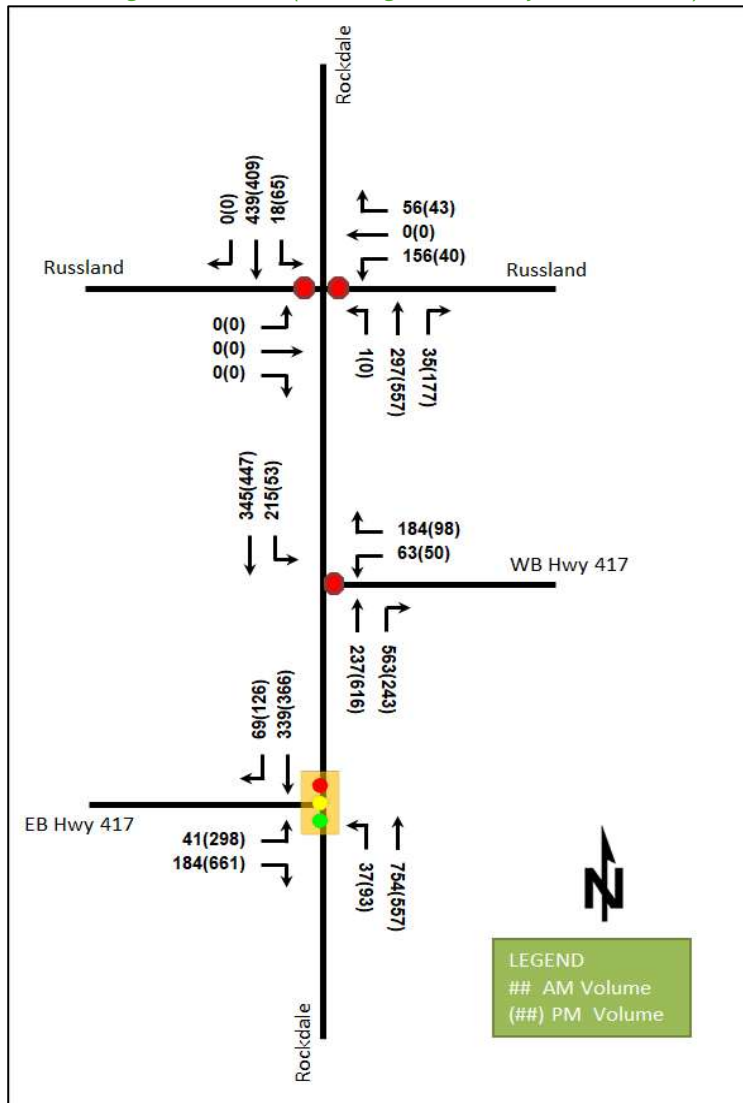 Rockdale
0(0)
439(409)
18(65)
56(43)
0(0)
156(40)
Russland
Russland
0(0)
0(0)
0(0)
1(0)
297(557)
35(177)
345(447)
215(53)
184(98)
63(50)
WB Hwy 417
237(616)
563(243)
69(126)
339(366)
EB Hwy 417
41(298)
184(661)
37(93)
754(557)
N
LEGEND
## AM Volume
(##) PM Volume
Rockdale